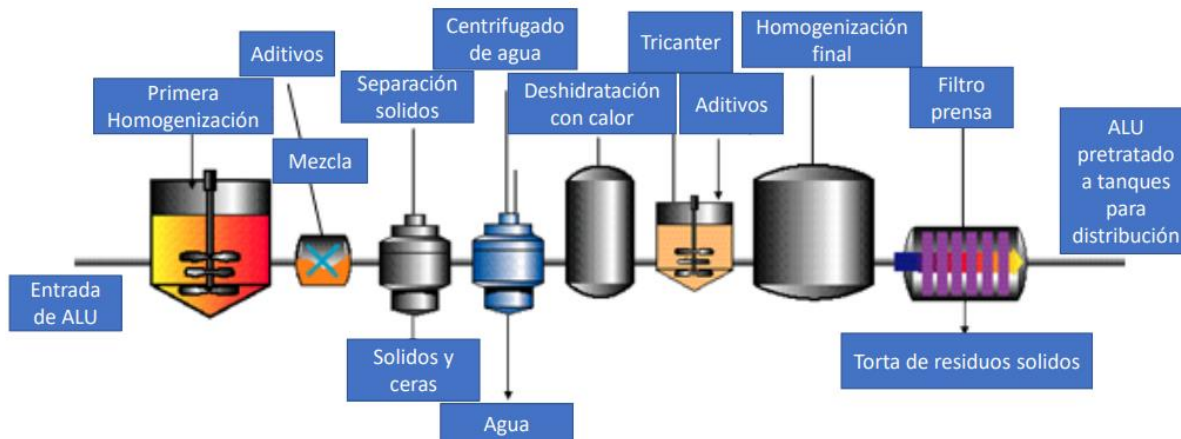 Entrada
de ALU
Primera
Homogenización
Aditivos
Mezcla
Separación
solidos
Solidos y
ceras
Centrifugado
de agua
Agua
Deshidratación
con calor
Tricanter
Aditivos
Homogenización
final
Filtro
prensa
Torta de residuos solidos
ALU
pretratado
a tanques
para
distribución